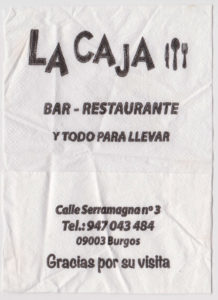 LA CAJA
BAR - RESTAURANTE
Y TODO PARA LLEVAR
Calle Serramagna nº 3
Tel.: 947 043 484
09003 Burgos
Gracias por su visita